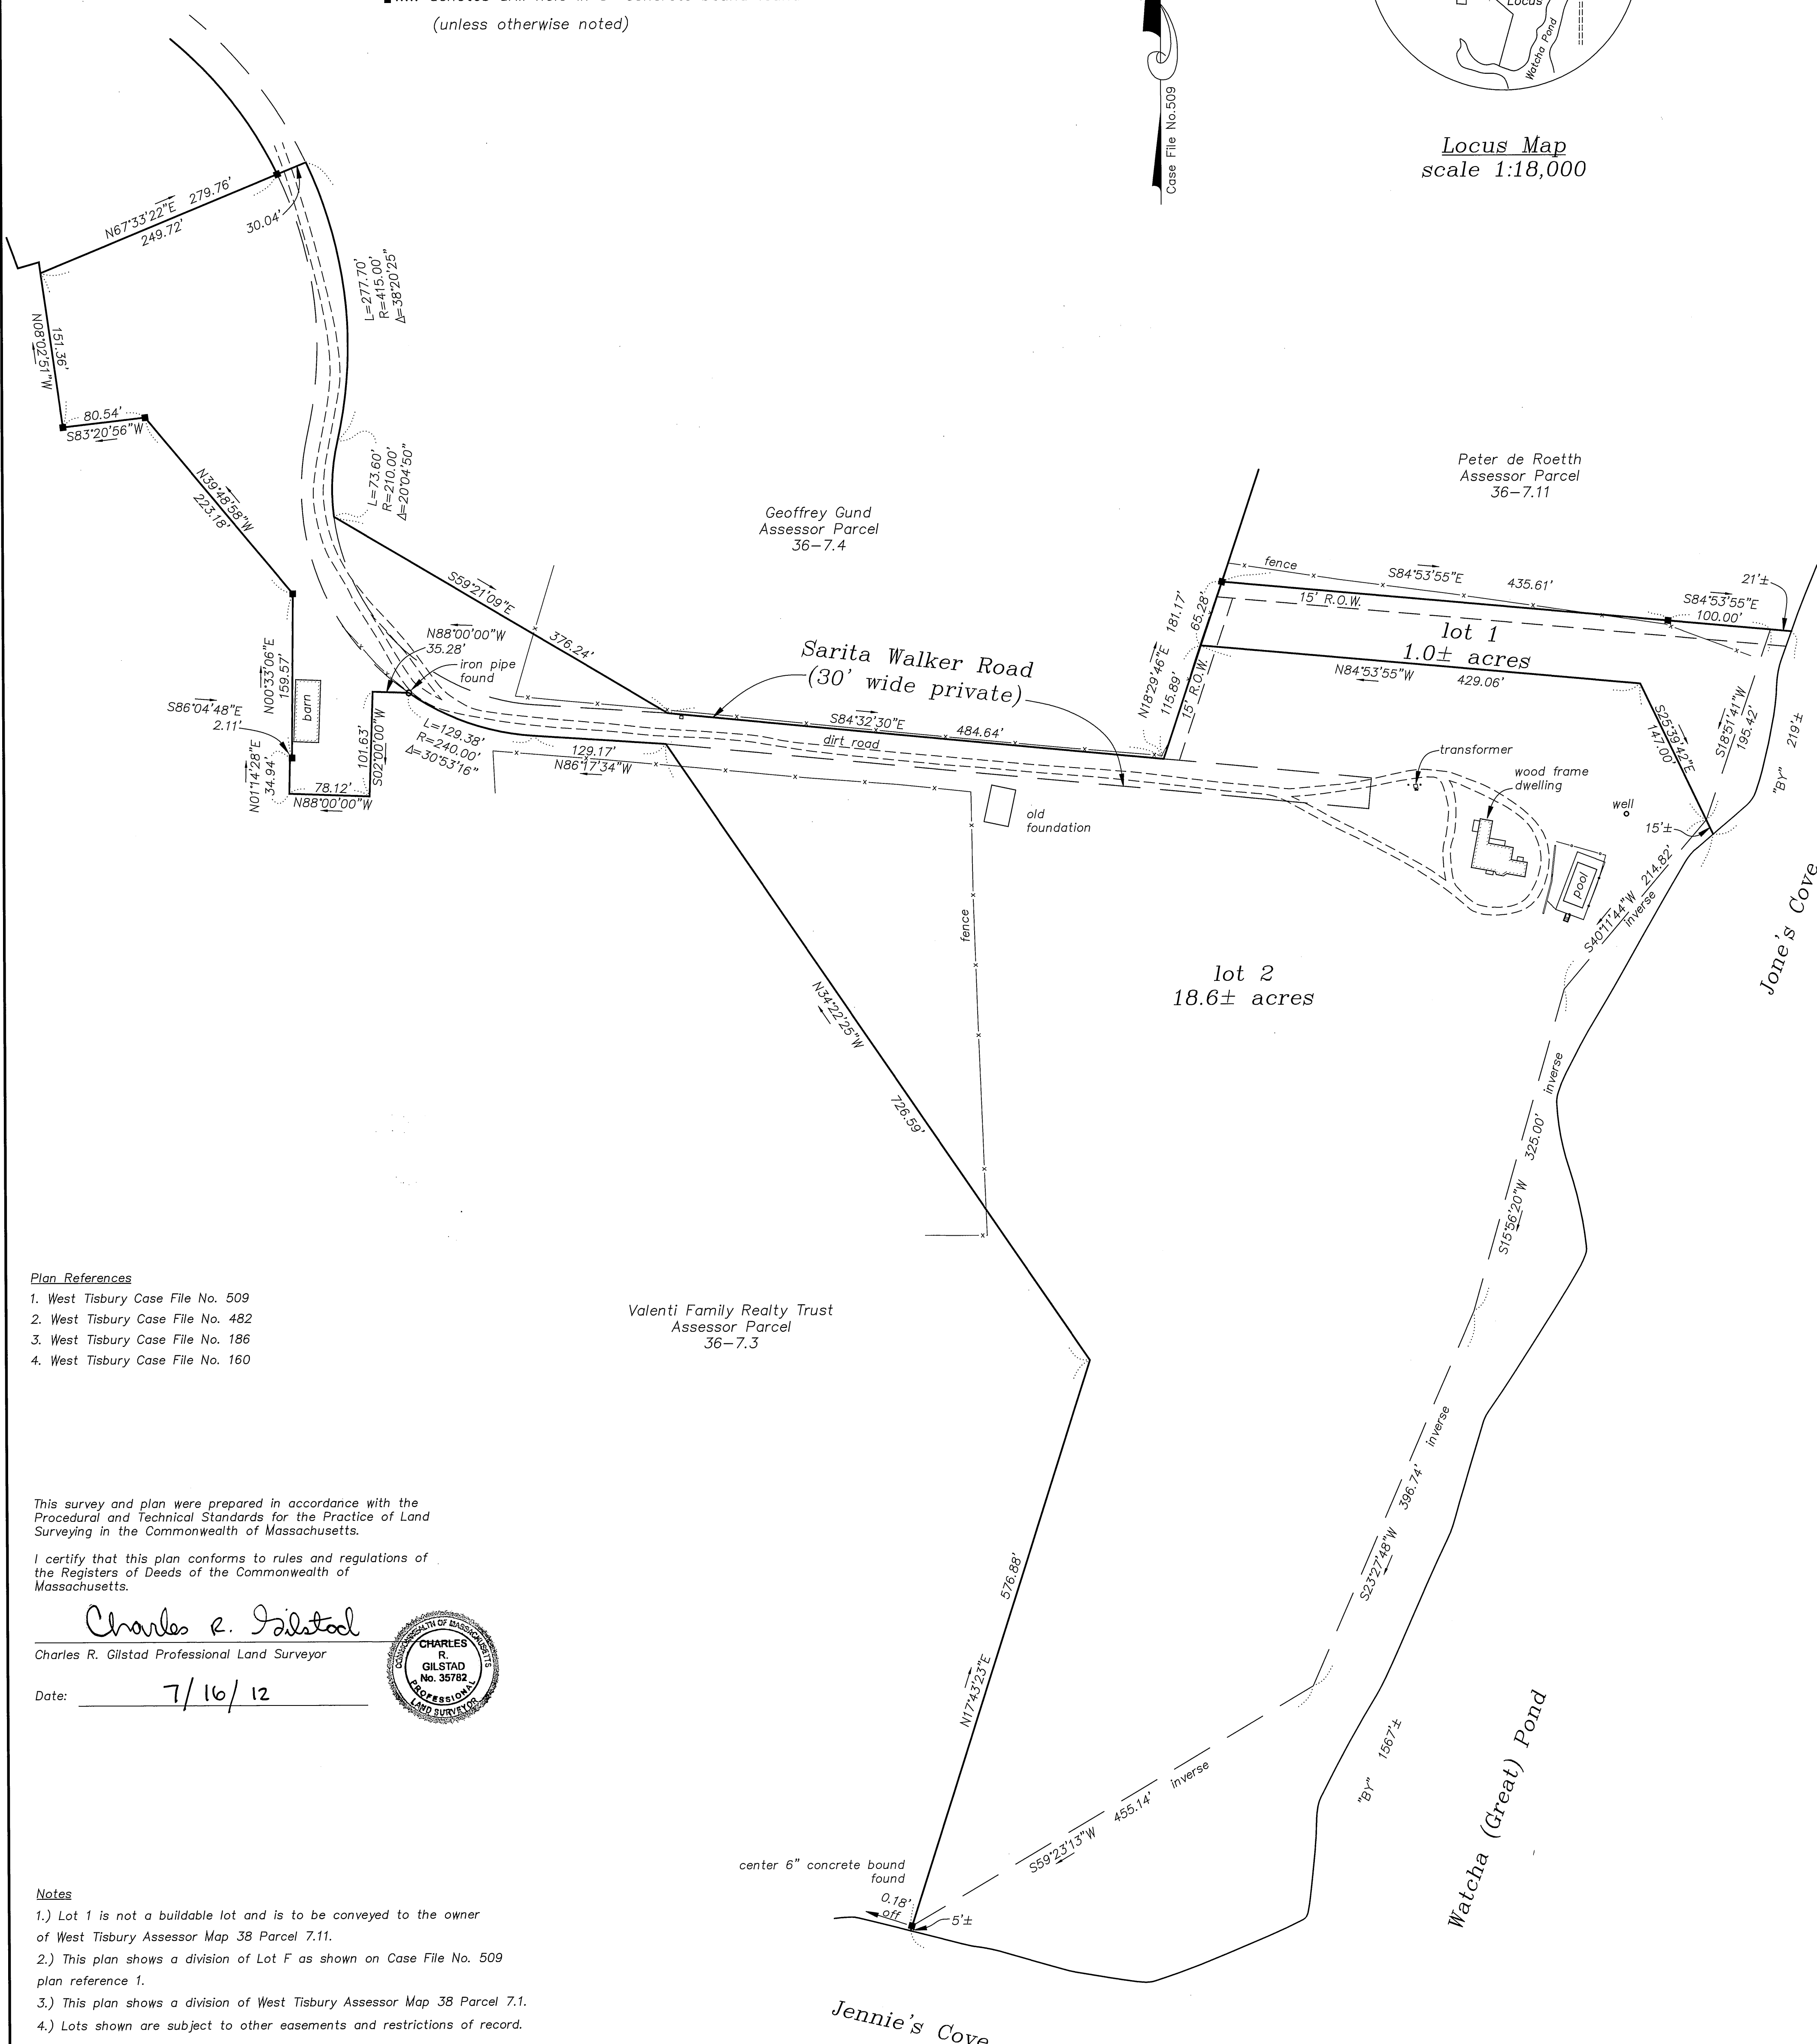 (unless otherwise noted)
Case File No.509
Locus
Watcha Pond
Locus Map
scale 1:18,000
N67°33'22"E 279.76'
249.72'
30.04'
L=277.70'
R=415.00'
Δ=38°20'25"
N08°02'51"W
151.36'
80.54'
S83°20'56"W
N39°48'58"W
223.18'
L=73.60'
R=210.00'
Δ=20°04'50"
Peter de Roetth
Assessor Parcel
36-7.11
Geoffrey Gund
Assessor Parcel
36-7.4
S59°21'09"E
376.24'
N88°00'00"W
35.28'
iron pipe
found
fence
S84°53'55"E
435.61'
21'±
S84°53'55"E
100.00'
15' R.O.W.
lot 1
1.0± acres
N84°53'55"W
429.06'
181.17'
65.28'
N18°29'46"E
115.89'
15' R.O.W.
Sarita Walker Road
(30' wide private)
S84°32'30"E
484.64'
dirt road
N00°33'06"E
159.57'
barn
S86°04'48"E
2.11'
N01°14'28"E
34.94'
78.12'
N88°00'00"W
101.63'
S02°00'00"W
L=129.38'
R=240.00'
Δ=30°53'16"
129.17'
N86°17'34"W
S25°39'42"E
147.00'
S18°51'41"W
195.42'
"BY" 219'±
transformer
wood frame
dwelling
well
15'±
pool
old
foundation
fence
S40°11'44"W 214.82'
inverse
Jone's Cove
lot 2
18.6± acres
N34°22'25"W
726.59'
S15°56'20"W 325.00' inverse
Plan References
1. West Tisbury Case File No. 509
2. West Tisbury Case File No. 482
3. West Tisbury Case File No. 186
4. West Tisbury Case File No. 160
Valenti Family Realty Trust
Assessor Parcel
36-7.3
S23°27'48"W 396.74' inverse
N17°43'23"E 576.88'
This survey and plan were prepared in accordance with the
Procedural and Technical Standards for the Practice of Land
Surveying in the Commonwealth of Massachusetts.
I certify that this plan conforms to rules and regulations of
the Registers of Deeds of the Commonwealth of
Massachusetts.
Charles R. Gilstad
Charles R. Gilstad Professional Land Surveyor
Date: 7/16/12
COMMONWEALTH OF MASSACHUSETTS
CHARLES
R.
GILSTAD
No. 35782
PROFESSIONAL
LAND SURVEYOR
"BY" 1567'±
Watcha (Great) Pond
S59°23'13"W 455.14' inverse
center 6" concrete bound
found
0.18'
off
5'±
Jennie's Cove
Notes
1.) Lot 1 is not a buildable lot and is to be conveyed to the owner
of West Tisbury Assessor Map 38 Parcel 7.11.
2.) This plan shows a division of Lot F as shown on Case File No. 509
plan reference 1.
3.) This plan shows a division of West Tisbury Assessor Map 38 Parcel 7.1.
4.) Lots shown are subject to other easements and restrictions of record.